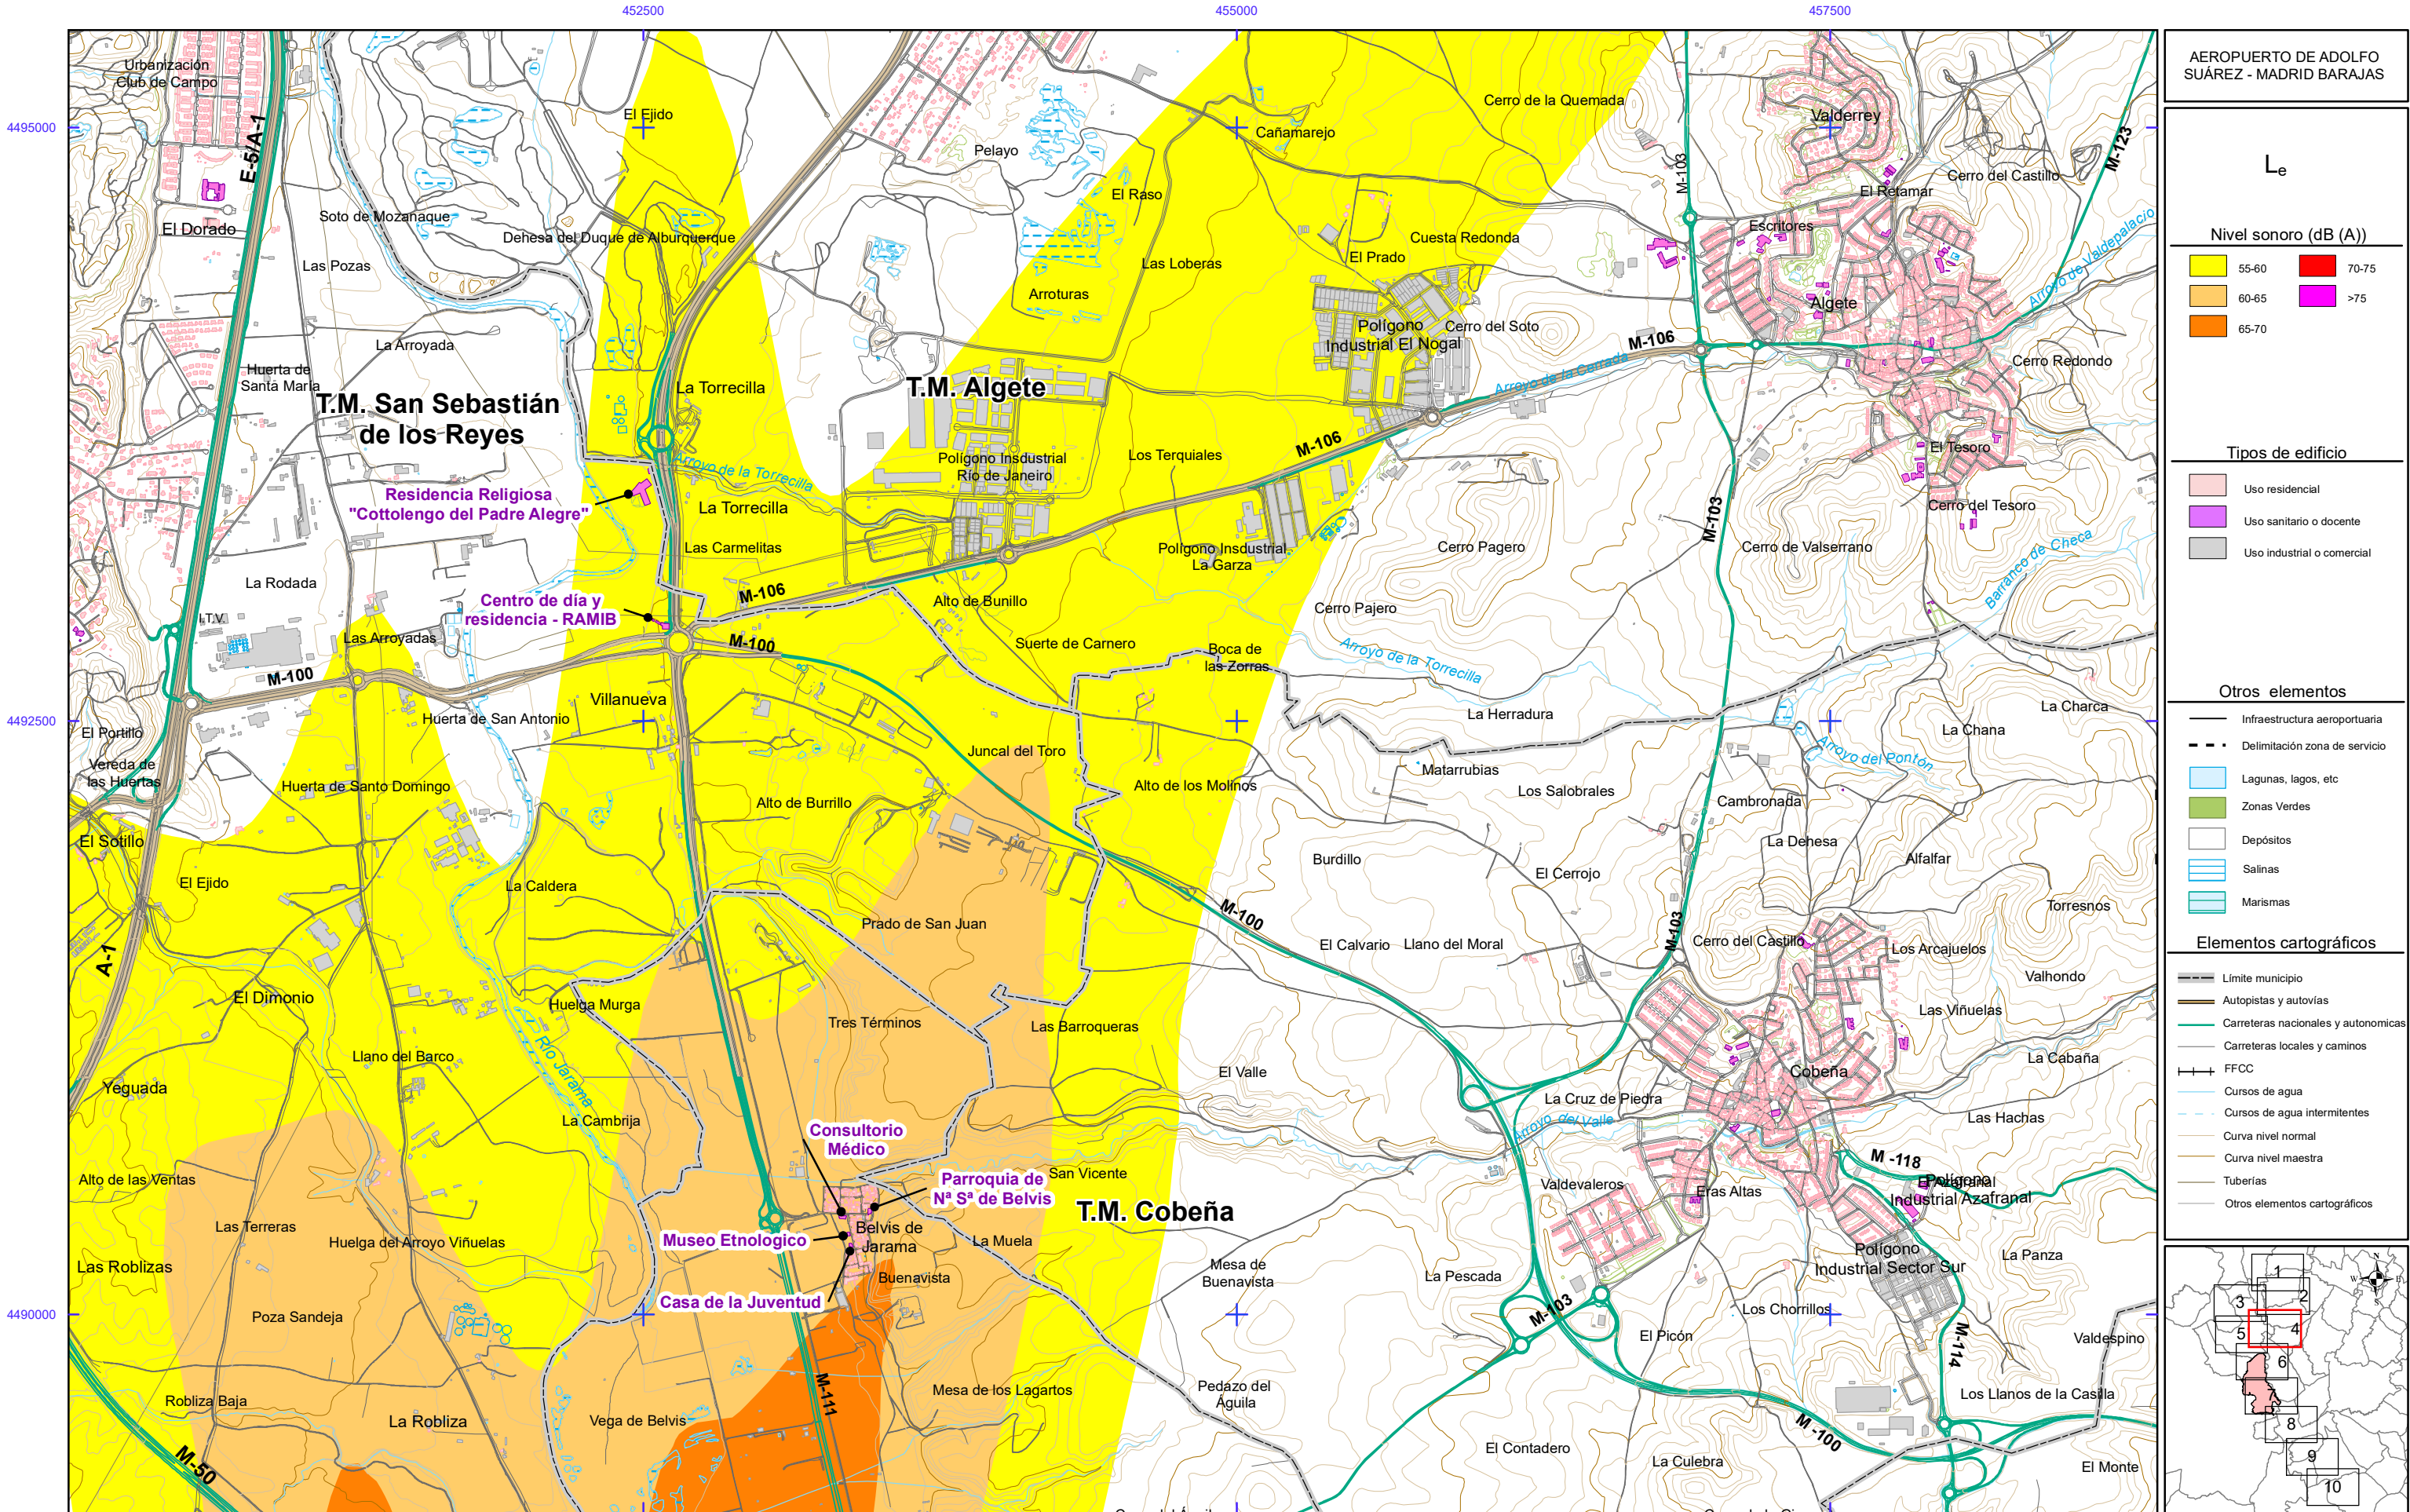 452500
455000
457500
4495000
4492500
4490000
Urbanización
Club de Campo
E-5/A-1
El Ejido
Pelayo
Cañamarejo
Cerro de la Quemada
Valderrey
M-123
M-103
El Retamar
Cerro del Castillo
El Raso
Soto de Mozanaque
El Dorado
Dehesa del Duque de Alburquerque
Escritores
Arroyo de Valdepalacio
Las Pozas
Cuesta Redonda
El Prado
Las Loberas
Arroturas
Algete
Polígono
Industrial El Nogal
Cerro del Soto
La Arroyada
M-106
Cerro Redondo
Arroyo de la Cerrada
Huerta de
Santa María
La Torrecilla
T.M. Algete
T.M. San Sebastián
de los Reyes
M-106
El Tesoro
Arroyo de la Torrecilla
Polígono Insdustrial
Río de Janeiro
Los Terquiales
Residencia Religiosa
"Cottolengo del Padre Alegre"
La Torrecilla
Cerro del Tesoro
M-103
Las Carmelitas
Polígono Insdustrial
La Garza
Cerro Pagero
Cerro de Valserrano
Barranco de Checa
La Rodada
Centro de día y
residencia - RAMIB
M-106
Alto de Bunillo
Cerro Pajero
I.T.V.
Las Arroyadas
M-100
Suerte de Carnero
Boca de
las Zorras
Arroyo de la Torrecilla
M-100
Villanueva
Huerta de San Antonio
La Herradura
La Charca
La Chana
El Portillo
Juncal del Toro
Arroyo del Pontón
Vereda de
las Huertas
Matarrubias
Huerta de Santo Domingo
Alto de los Molinos
Los Salobrales
Alto de Burrillo
Cambronada
El Sotillo
La Dehesa
Burdillo
Alfalfar
El Ejido
La Caldera
El Cerrojo
Torresnos
M-100
Prado de San Juan
M-103
El Calvario
Llano del Moral
Cerro del Castillo
Los Arcajuelos
A-1
Valhondo
El Dimonio
Huelga Murga
Las Viñuelas
Tres Términos
Las Barroqueras
Río Jarama
Llano del Barco
La Cabaña
El Valle
Cobeña
Yeguada
La Cruz de Piedra
La Cambrija
Arroyo del Valle
Las Hachas
Consultorio
Médico
M -118
Alto de las Ventas
San Vicente
Parroquia de
Nª Sª de Belvis
Valdevaleros
Eras Altas
Polígono
Industrial Azafranal
T.M. Cobeña
Las Terreras
Museo Etnologico
Belvis de
Jarama
Huelga del Arroyo Viñuelas
La Muela
Polígono
Industrial Sector Sur
La Panza
Las Roblizas
Mesa de
Buenavista
La Pescada
Buenavista
Casa de la Juventud
Poza Sandeja
M-103
Los Chorrillos
El Picón
M-114
Valdespino
Robliza Baja
M-111
Mesa de los Lagartos
Pedazo del
Águila
Los Llanos de la Casilla
La Robliza
Vega de Belvis
M -100
El Contadero
M-50
La Culebra
El Monte
AEROPUERTO DE ADOLFO
SUÁREZ - MADRID BARAJAS
Le
Nivel sonoro (dB (A))
55-60
70-75
60-65
>75
65-70
Tipos de edificio
Uso residencial
Uso sanitario o docente
Uso industrial o comercial
Otros elementos
Infraestructura aeroportuaria
Delimitación zona de servicio
Lagunas, lagos, etc
Zonas Verdes
Depósitos
Salinas
Marismas
Elementos cartográficos
Límite municipio
Autopistas y autovías
Carreteras nacionales y autonomicas
Carreteras locales y caminos
FFCC
Cursos de agua
Cursos de agua intermitentes
Curva nivel normal
Curva nivel maestra
Tuberías
Otros elementos cartográficos
1
2
3
4
5
6
7
8
9
10
N
W
E
S